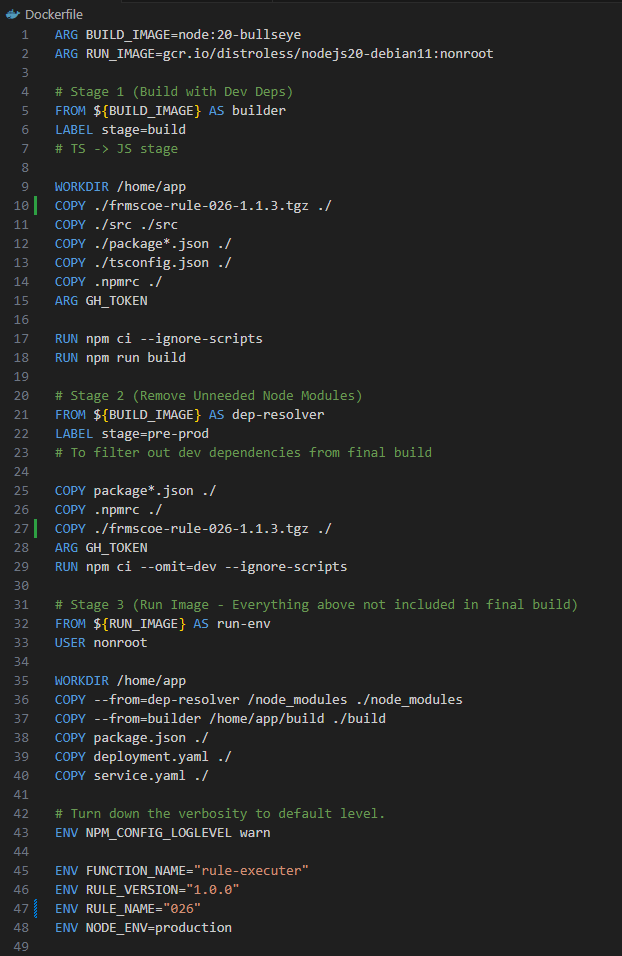 Dockerfile
1 ARG BUILD_IMAGE=node:20-bullseye
2 ARG RUN_IMAGE=gcr.io/distroless/nodejs20-debian11:nonroot
3
4 # Stage 1 (Build with Dev Deps)
5 FROM ${BUILD_IMAGE} AS builder
6 LABEL stage=build
7 # TS -> JS stage
8
9 WORKDIR /home/app
10 COPY ./frmscoe-rule-026-1.1.3.tgz ./
11 COPY ./src ./src
12 COPY ./package*.json ./
13 COPY ./tsconfig.json ./
14 COPY .npmrc ./
15 ARG GH_TOKEN
16
17 RUN npm ci --ignore-scripts
18 RUN npm run build
19
20 # Stage 2 (Remove Unneeded Node Modules)
21 FROM ${BUILD_IMAGE} AS dep-resolver
22 LABEL stage=pre-prod
23 # To filter out dev dependencies from final build
24
25 COPY package*.json ./
26 COPY .npmrc ./
27 COPY ./frmscoe-rule-026-1.1.3.tgz ./
28 ARG GH_TOKEN
29 RUN npm ci --omit=dev --ignore-scripts
30
31 # Stage 3 (Run Image - Everything above not included in final build)
32 FROM ${RUN_IMAGE} AS run-env
33 USER nonroot
34
35 WORKDIR /home/app
36 COPY --from=dep-resolver /node_modules ./node_modules
37 COPY --from=builder /home/app/build ./build
38 COPY package.json ./
39 COPY deployment.yaml ./
40 COPY service.yaml ./
41
42 # Turn down the verbosity to default level.
43 ENV NPM_CONFIG_LOGLEVEL warn
44
45 ENV FUNCTION_NAME="rule-executer"
46 ENV RULE_VERSION="1.0.0"
47 ENV RULE_NAME="026"
48 ENV NODE_ENV=production
49